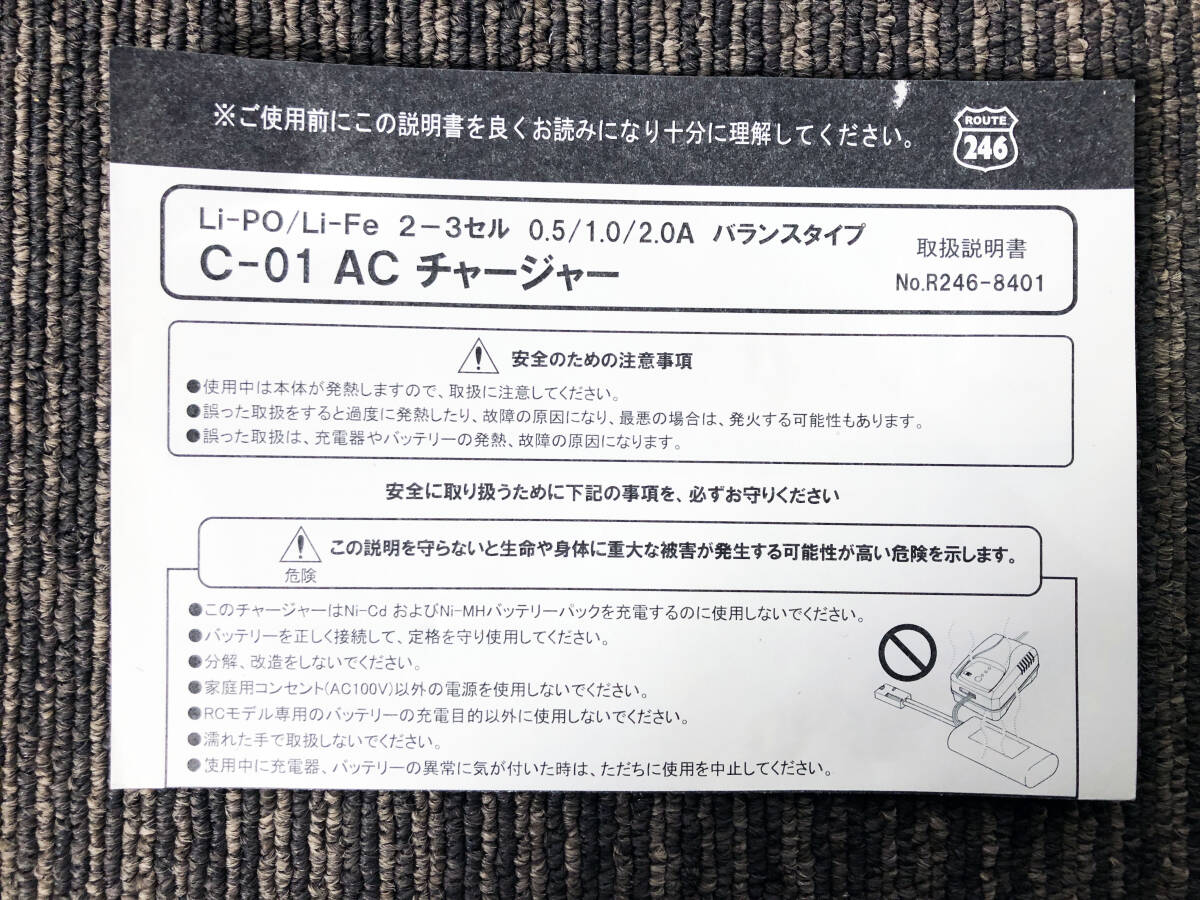 ※ご使用前にこの説明書を良くお読みになり十分に理解してください。
ROUTE
246
Li-PO/Li-Fe 2-3セル 0.5/1.0/2.0A バランスタイプ
C-01 AC チャージャー
取扱説明書
No.R246-8401
安全のための注意事項
●使用中は本体が発熱しますので、取扱に注意してください。
●誤った取扱をすると過度に発熱したり、故障の原因になり、最悪の場合は、発火する可能性もあります。
●誤った取扱は、充電器やバッテリーの発熱、故障の原因になります。
安全に取り扱うために下記の事項を、必ずお守りください
危険
この説明を守らないと生命や身体に重大な被害が発生する可能性が高い危険を示します。
●このチャージャーはNi-Cd およびNi-MHバッテリーパックを充電するのに使用しないでください。
●バッテリーを正しく接続して、定格を守り使用してください。
●分解、改造をしないでください。
●家庭用コンセント(AC100V)以外の電源を使用しないでください。
●RCモデル専用のバッテリーの充電目的以外に使用しないでください。
●濡れた手で取扱しないでください。
●使用中に充電器、バッテリーの異常に気が付いた時は、ただちに使用を中止してください。